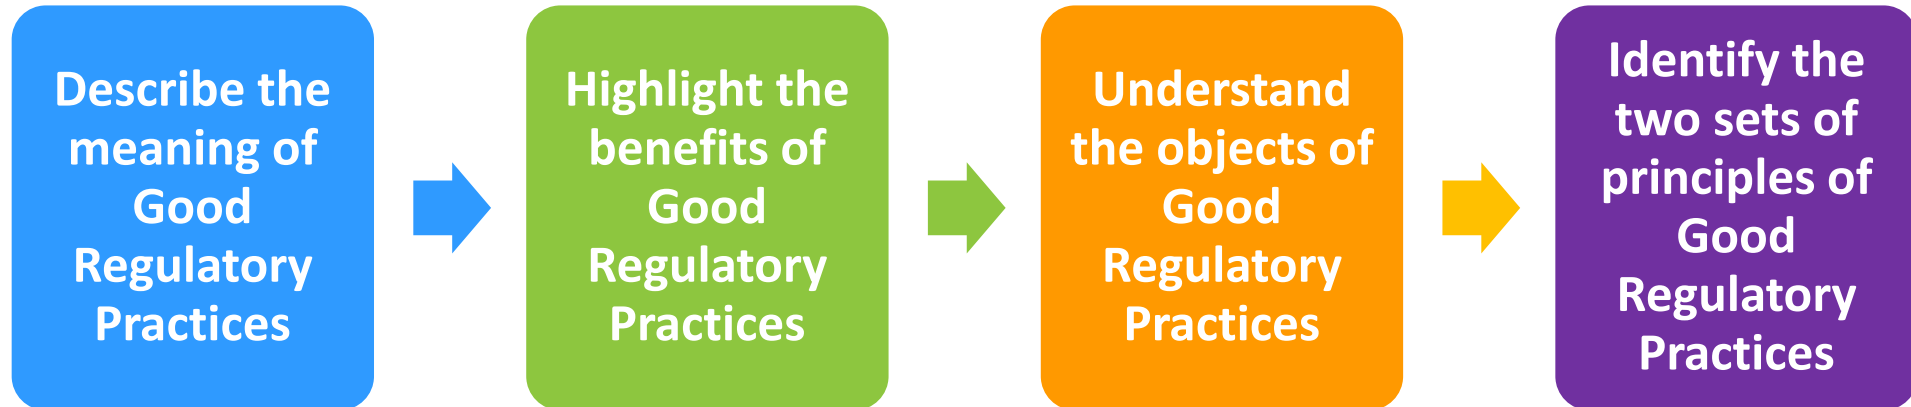 Describe the
meaning of
Good
Regulatory
Practices
Highlight the
benefits of
Good
Regulatory
Practices
Understand
the objects of
Good
Regulatory
Practices
Identify the
two sets of
principles of
Good
Regulatory
Practices